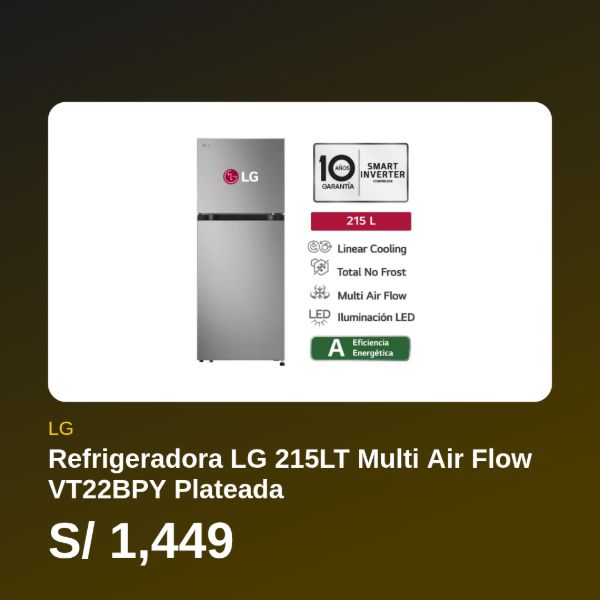 LG
10 AÑOS
GARANTÍA
SMART
INVERTER
COMPRESSOR
215 L
Linear Cooling
Total No Frost
Multi Air Flow
LED
Iluminación LED
A
Eficiencia
Energética
LG
Refrigeradora LG 215LT Multi Air Flow
VT22BPY Plateada
S/ 1,449